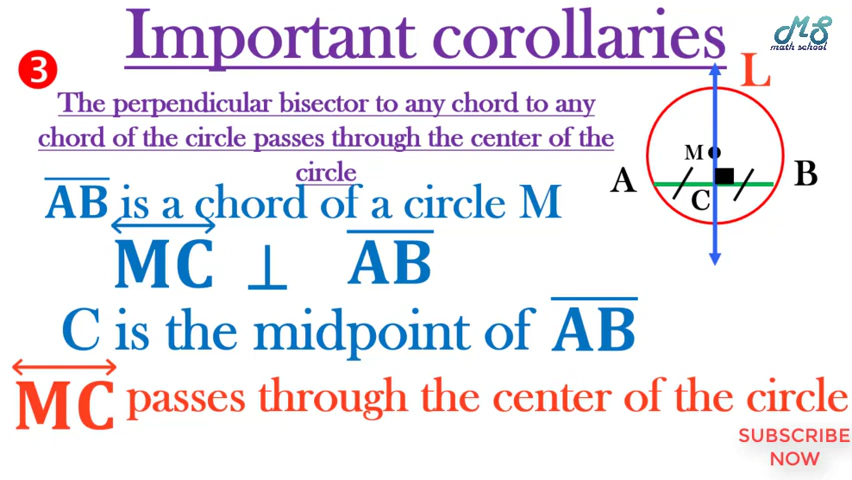 Important corollaries
MS
math school
3
L
The perpendicular bisector to any chord to any
chord of the circle passes through the center of the
circle
M
A
B
C
AB is a chord of a circle M
MC ⊥ AB
C is the midpoint of AB
MC passes through the center of the circle
SUBSCRIBE
NOW